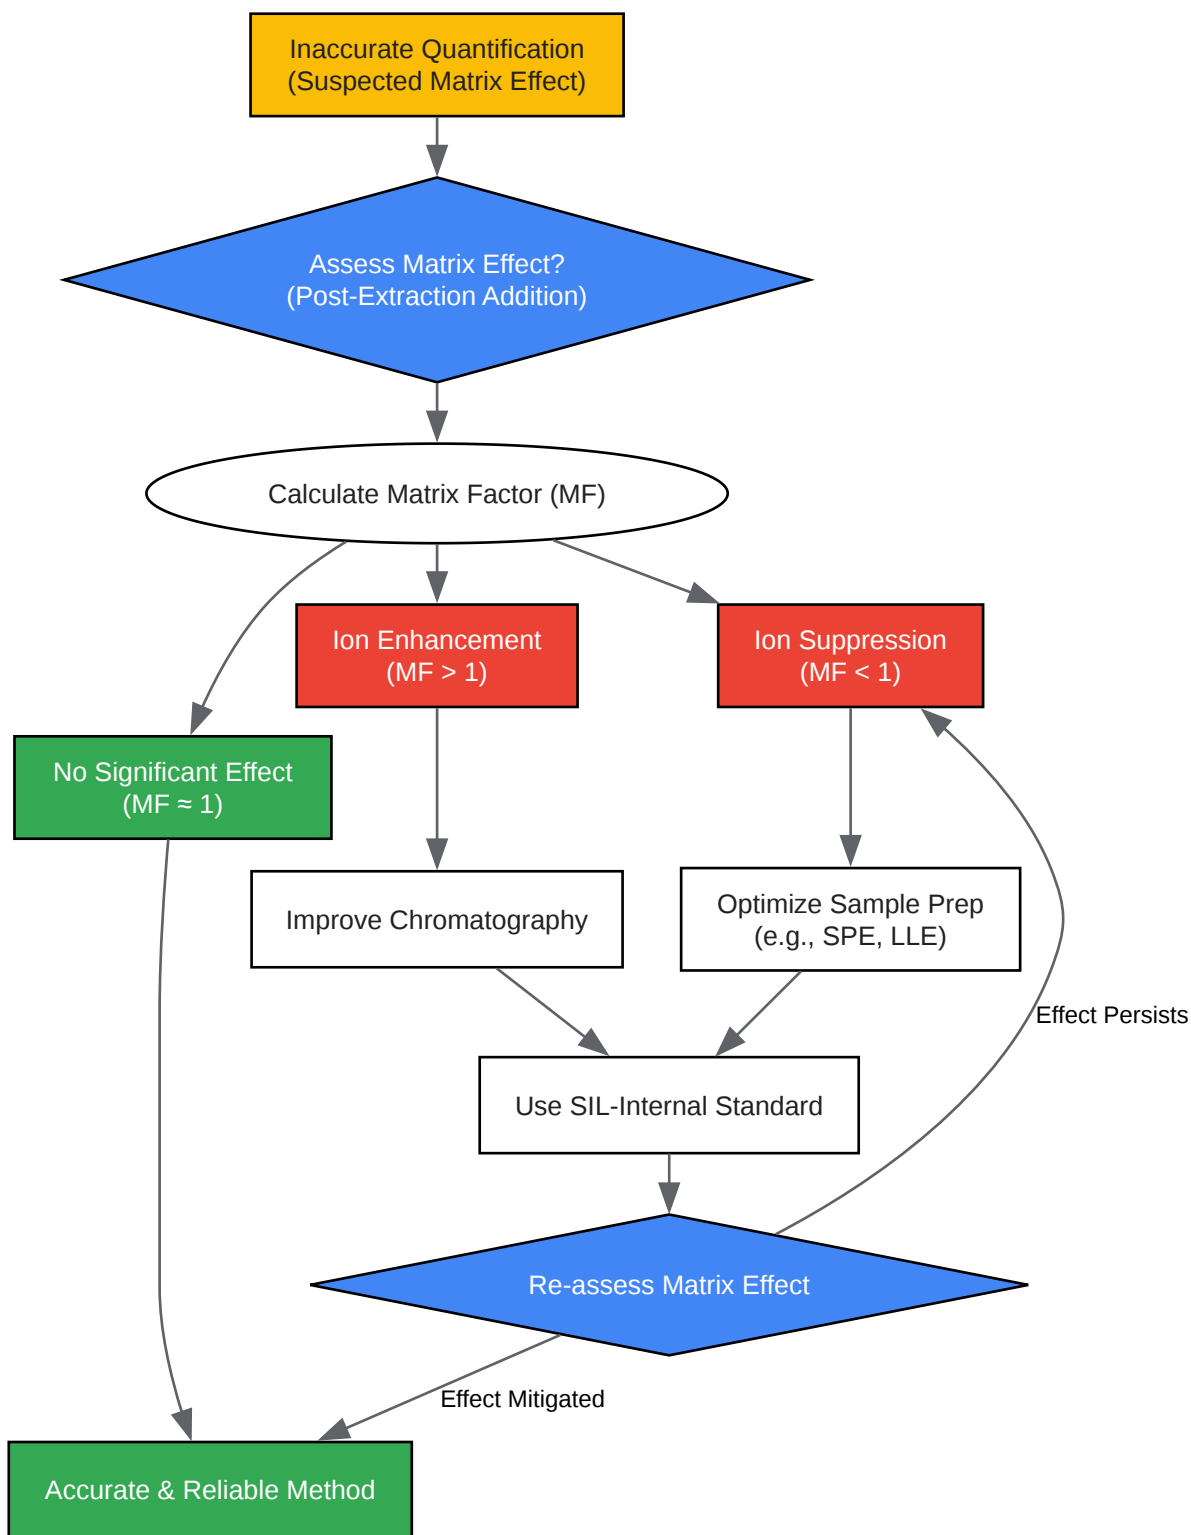 Inaccurate Quantification
(Suspected Matrix Effect)
Assess Matrix Effect?
(Post-Extraction Addition)
Calculate Matrix Factor (MF)
Ion Enhancement
(MF > 1)
Ion Suppression
(MF < 1)
No Significant Effect
(MF ≈ 1)
Improve Chromatography
Optimize Sample Prep
(e.g., SPE, LLE)
Effect Persists
Use SIL-Internal Standard
Re-assess Matrix Effect
Effect Mitigated
Accurate & Reliable Method